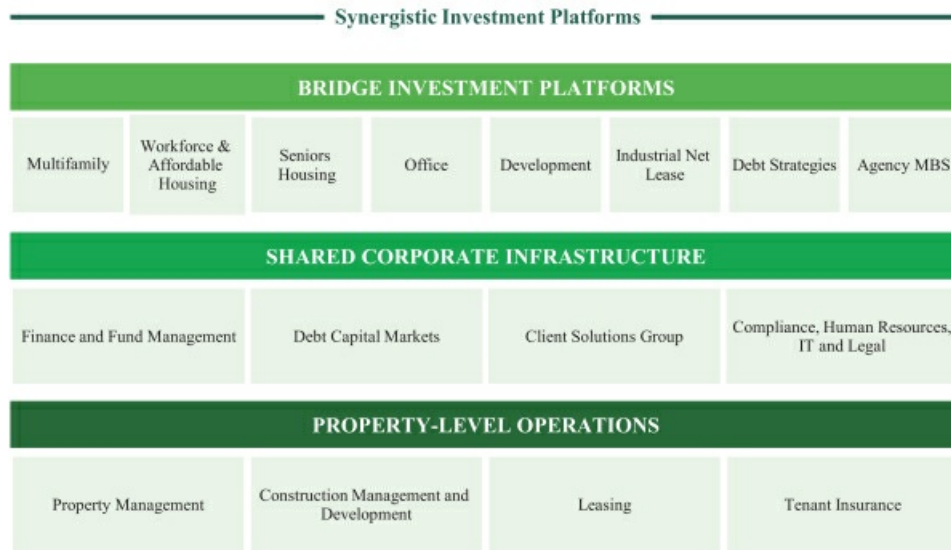 Synergistic Investment Platforms
BRIDGE INVESTMENT PLATFORMS
Multifamily
Workforce &
Affordable
Housing
Seniors
Housing
Office
Development
Industrial Net
Lease
Debt Strategies
Agency MBS
SHARED CORPORATE INFRASTRUCTURE
Finance and Fund Management
Debt Capital Markets
Client Solutions Group
Compliance, Human Resources,
IT and Legal
PROPERTY-LEVEL OPERATIONS
Property Management
Construction Management and
Development
Leasing
Tenant Insurance